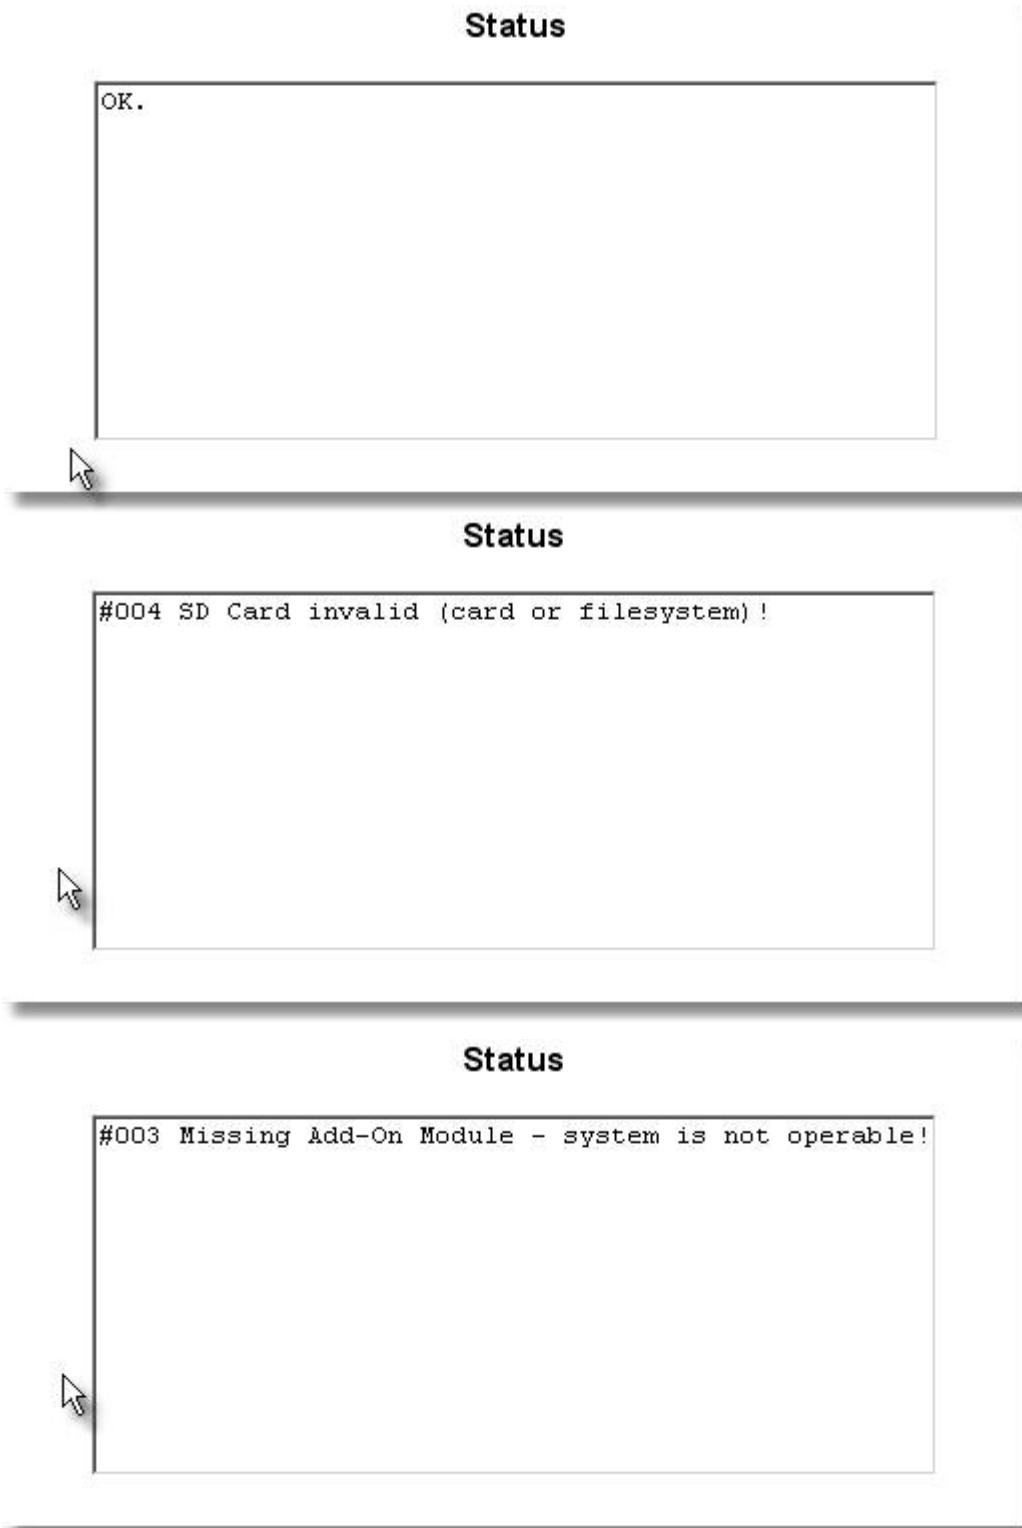 Status
OK.
Status
#004 SD Card invalid (card or filesystem)!
Status
#003 Missing Add-On Module - system is not operable!